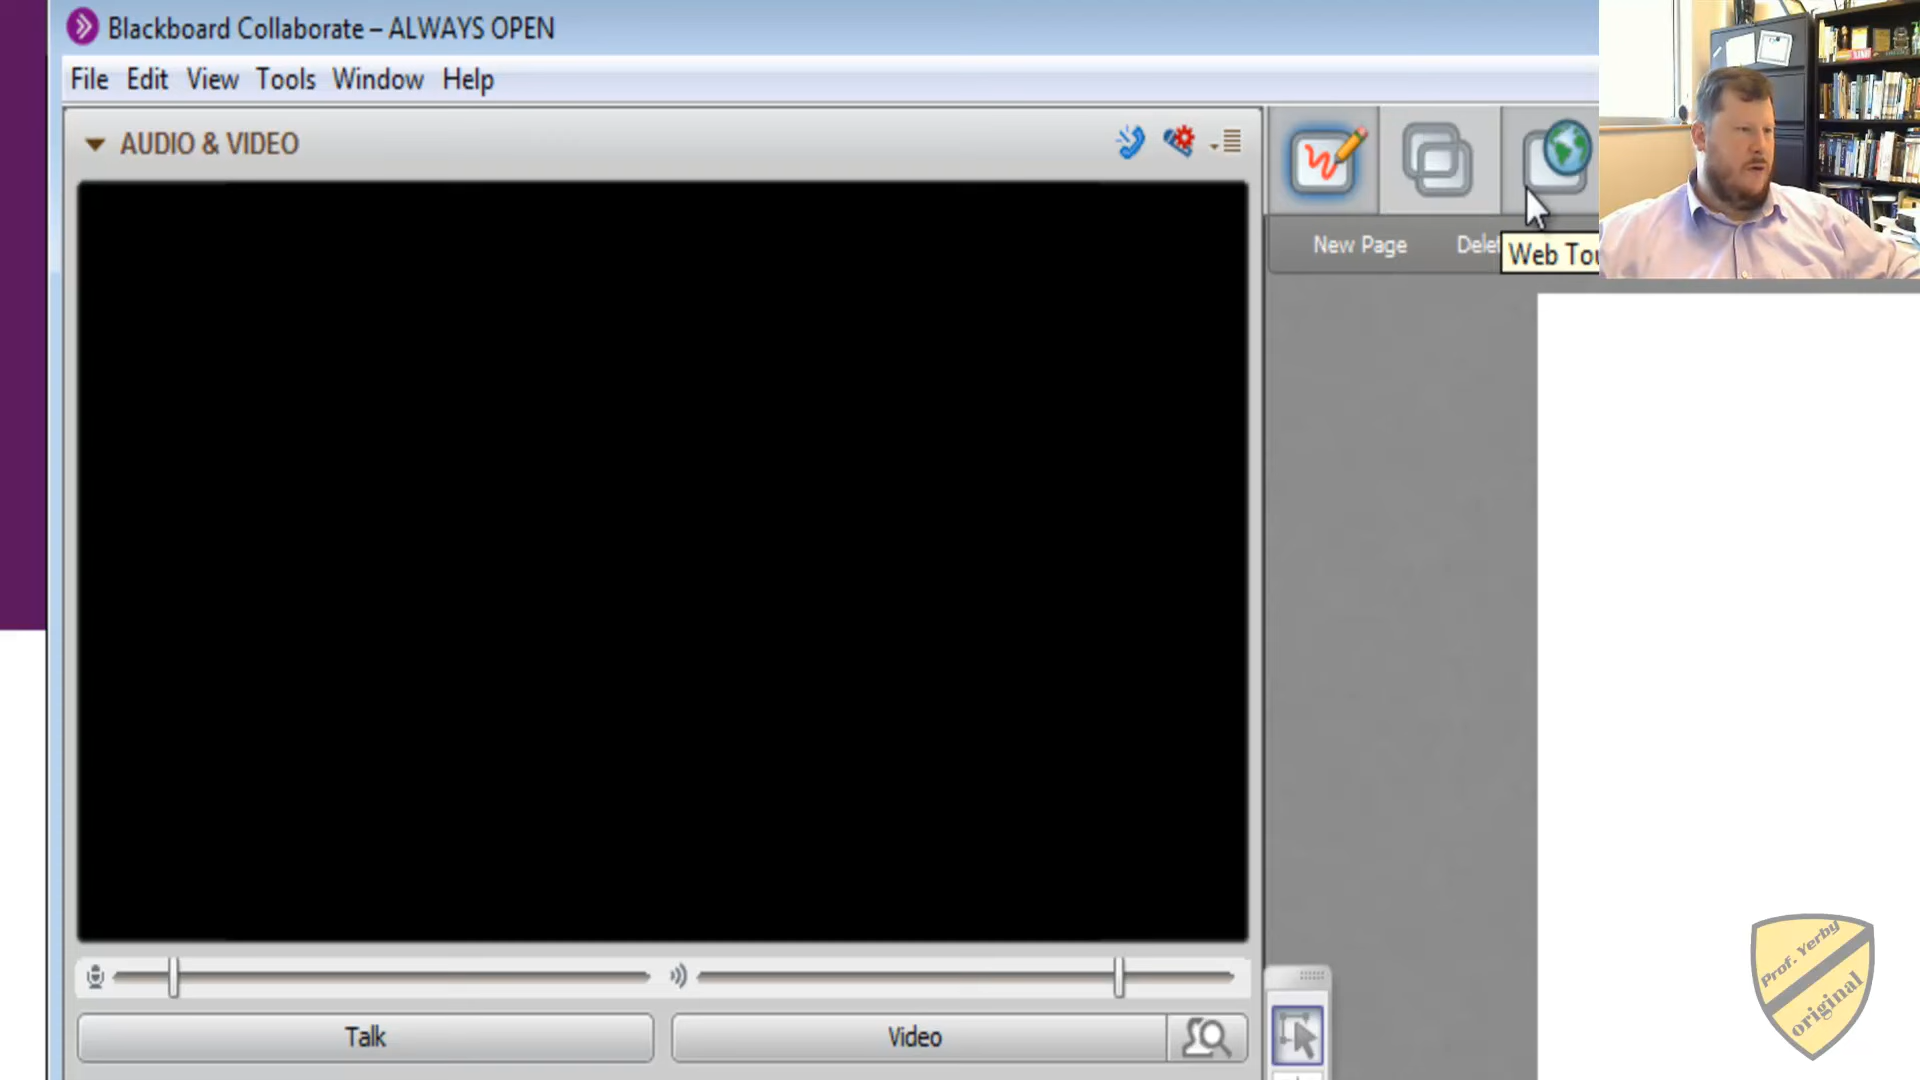 Blackboard Collaborate – ALWAYS OPEN
File Edit View Tools Window Help
AUDIO & VIDEO
New Page
Web
Talk
Video
Prof. Yerby
original